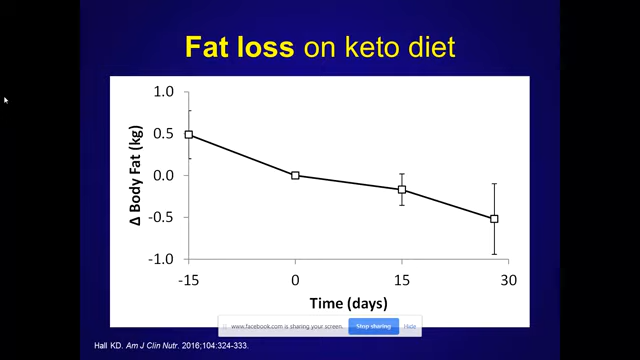 Fat loss on keto diet
1.0
0.5
0.0
-0.5
-1.0
Δ Body Fat (kg)
-15 0 15 30
Time (days)
www.facebook.com is sharing your screen. Stop sharing Hide
Hall KD. Am J Clin Nutr. 2016;104:324-333.